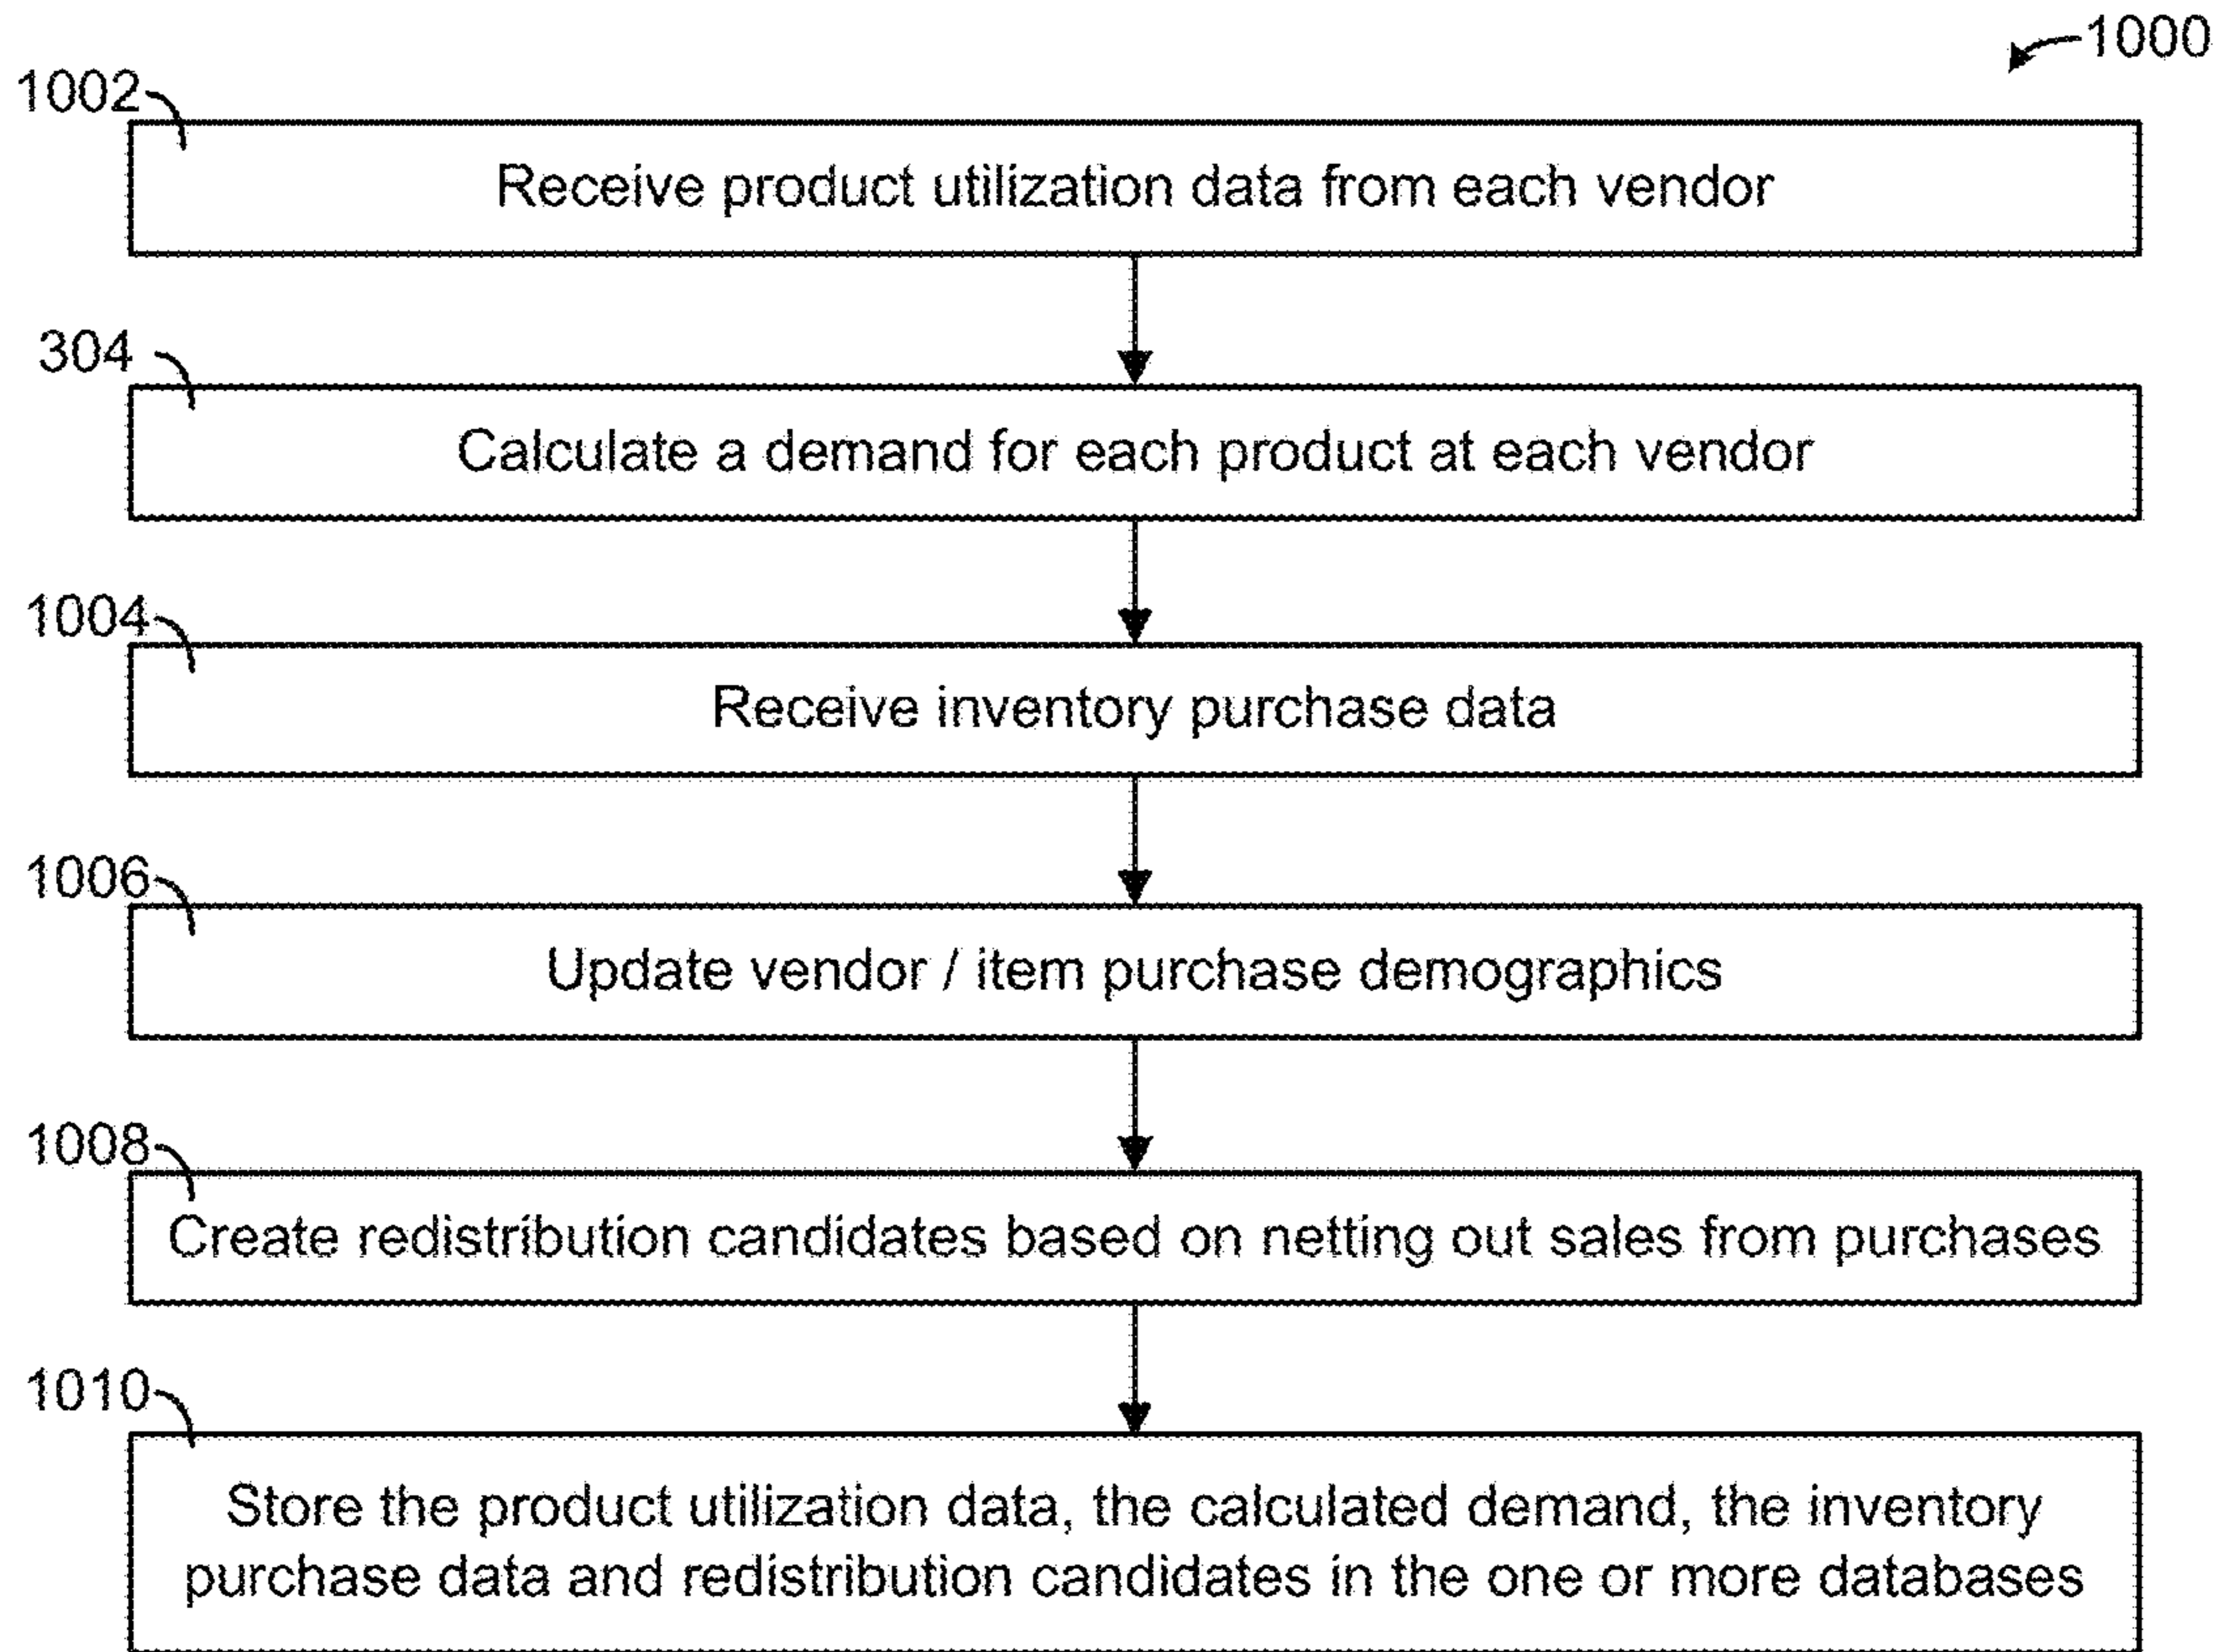 1000
1002
Receive product utilization data from each vendor
304
Calculate a demand for each product at each vendor
1004
Receive inventory purchase data
1006
Update vendor / item purchase demographics
1008
Create redistribution candidates based on netting out sales from purchases
1010
Store the product utilization data, the calculated demand, the inventory
purchase data and redistribution candidates in the one or more databases